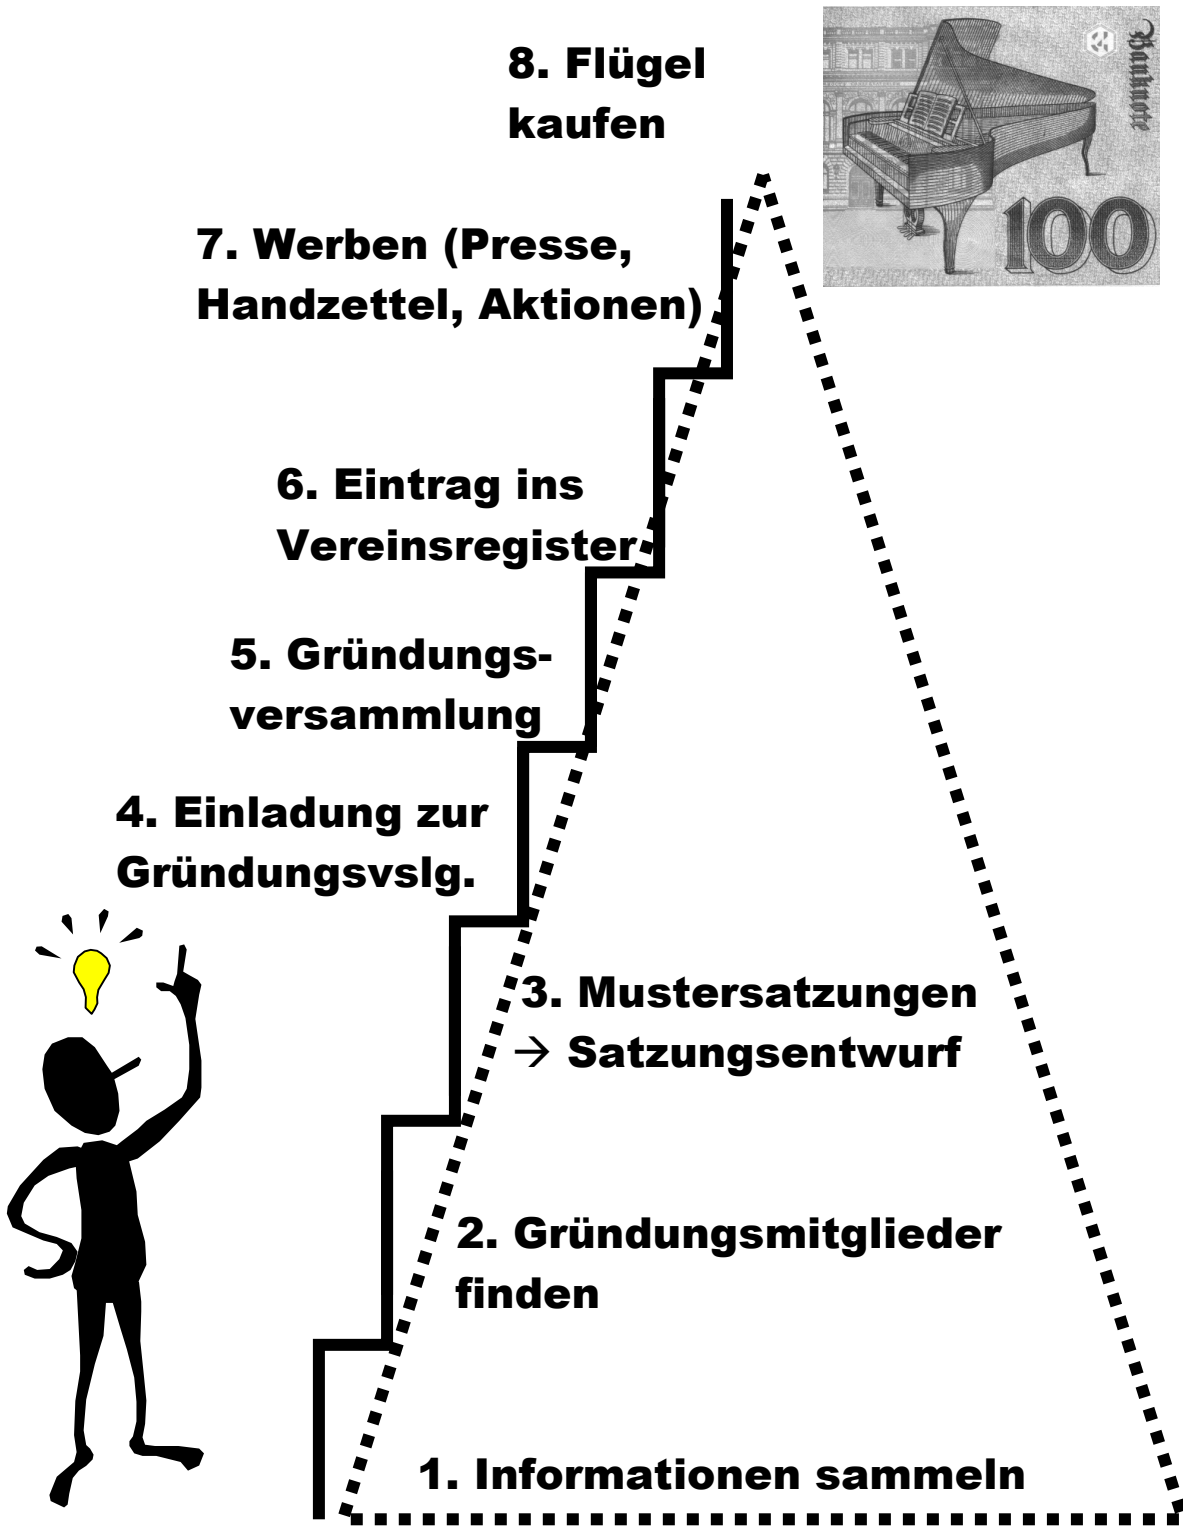 8. Flügel
kaufen
Banknote
100
7. Werben (Presse,
Handzettel, Aktionen)
6. Eintrag ins
Vereinsregister
5. Gründungs-
versammlung
4. Einladung zur
Gründungsvslg.
3. Mustersatzungen
→ Satzungsentwurf
2. Gründungsmitglieder
finden
1. Informationen sammeln